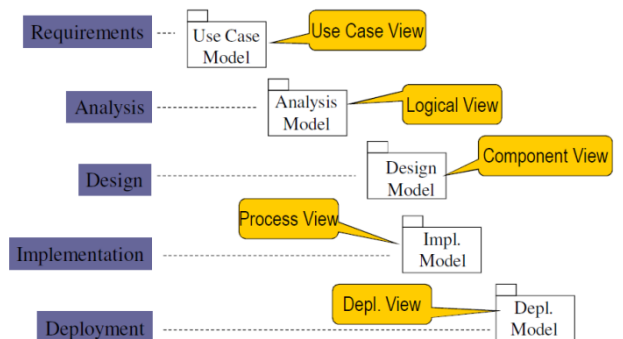 Requirements
Use Case
Model
Use Case View
Analysis
Analysis
Model
Logical View
Design
Design
Model
Component View
Process View
Implementation
Impl.
Model
Depl. View
Deployment
Depl.
Model